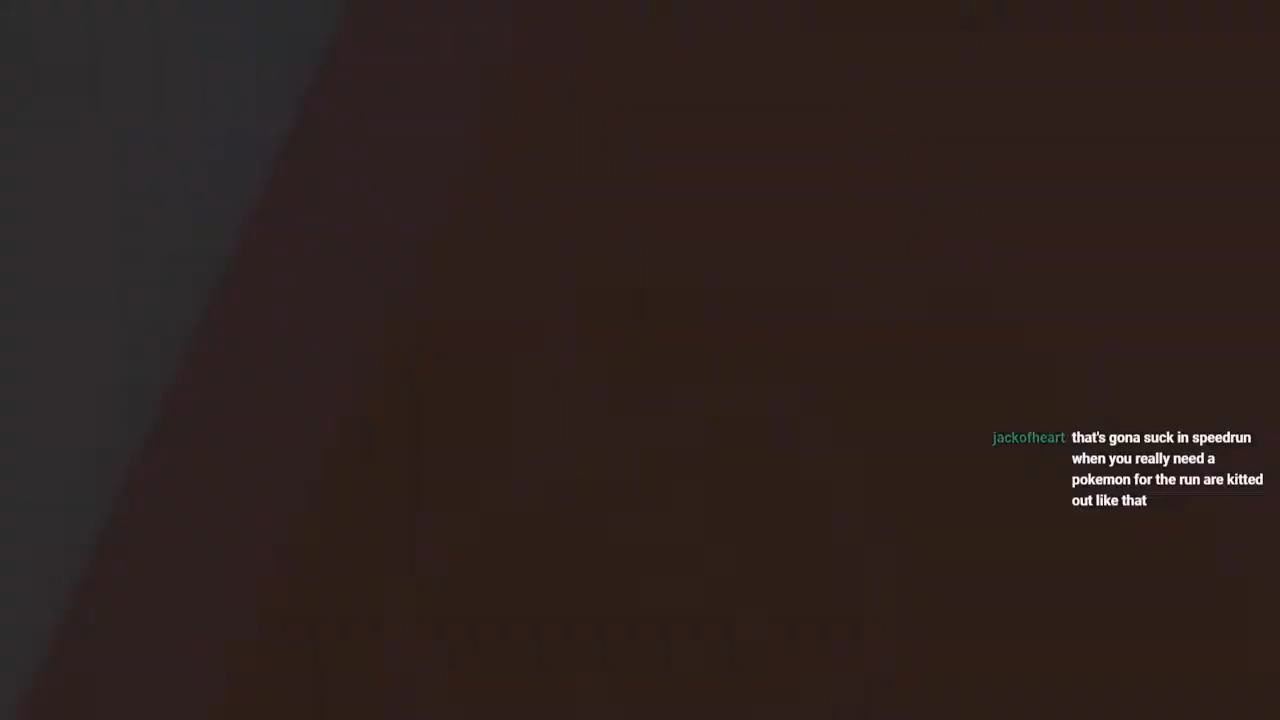 jackofheart that's gona suck in speedrun
when you really need a
pokemon for the run are kitted
out like that